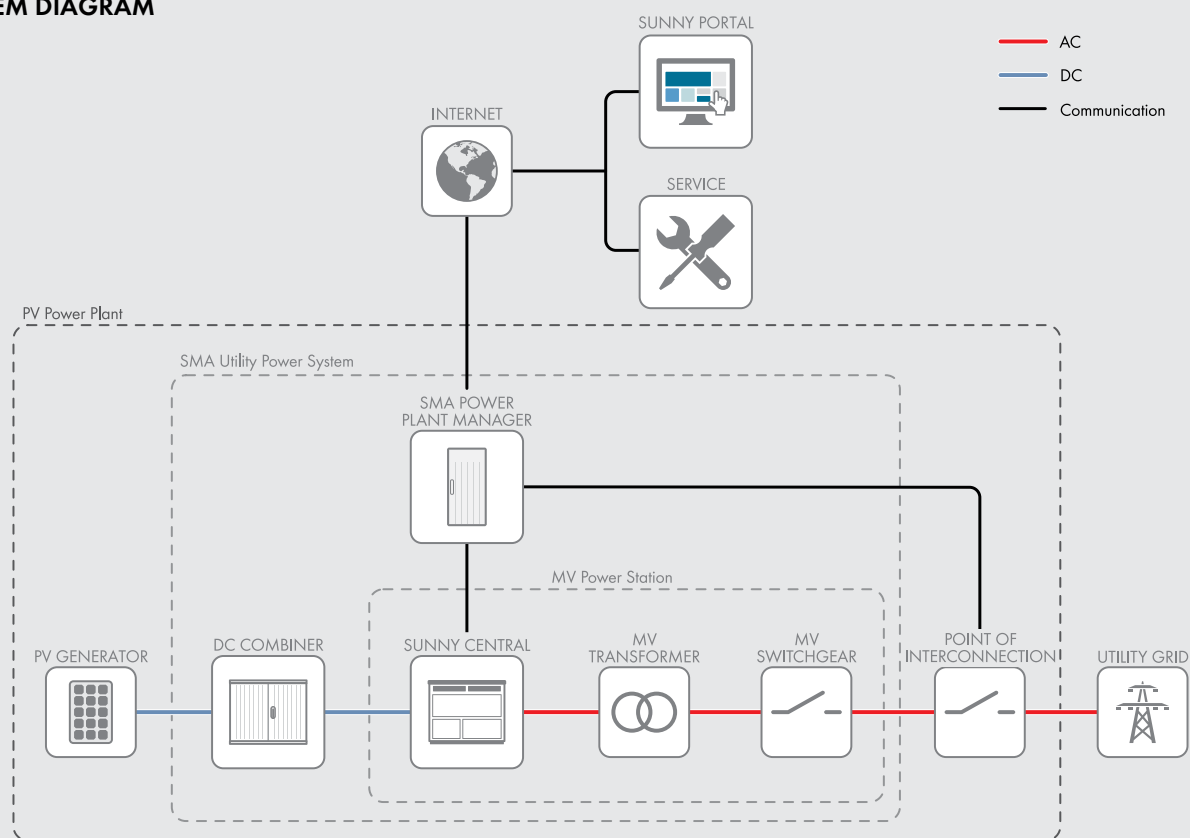 EM DIAGRAM
SUNNY PORTAL
AC
DC
Communication
INTERNET
SERVICE
PV Power Plant
SMA Utility Power System
SMA POWER
PLANT MANAGER
MV Power Station
PV GENERATOR
DC COMBINER
SUNNY CENTRAL
MV
TRANSFORMER
MV
SWITCHGEAR
POINT OF
INTERCONNECTION
UTILITY GRID